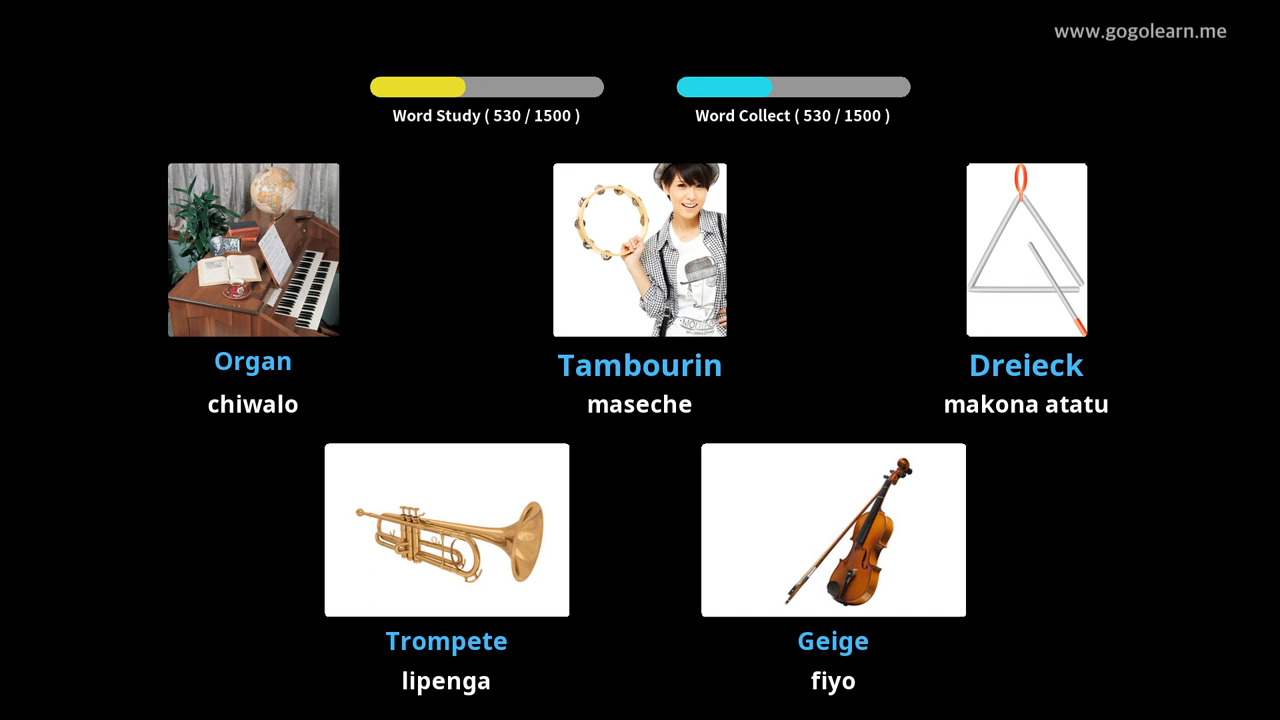 www.gogolearn.me
Word Study ( 530 / 1500 )
Word Collect ( 530 / 1500 )
Organ
chiwalo
Tambourin
maseche
Dreieck
makona atatu
Trompete
lipenga
Geige
fiyo